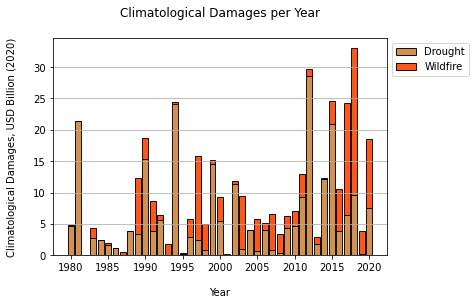 Climatological Damages per Year
Climatological Damages, USD Billion (2020)
30
25
20
15
10
5
0
1980 1985 1990 1995 2000 2005 2010 2015 2020
Year
Drought
Wildfire